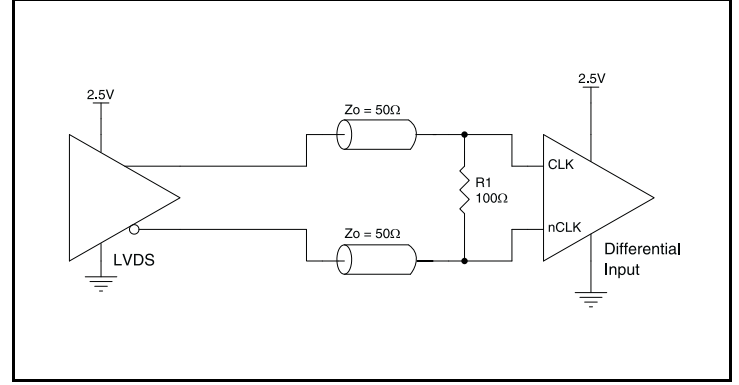 2.5V
2.5V
Zo = 50Ω
CLK
R1
100Ω
nCLK
Zo = 50Ω
LVDS
Differential
Input